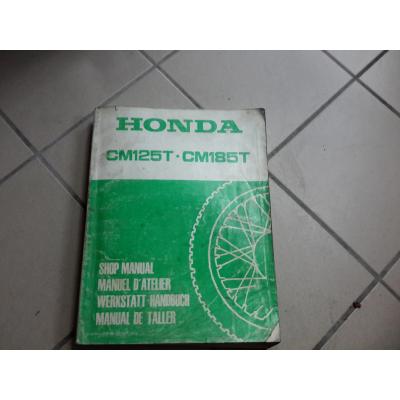 HONDA
CM125T·CM185T
SHOP MANUAL
MANUEL D'ATELIER
WERKSTATT-HANDBUCH
MANUAL DE TALLER